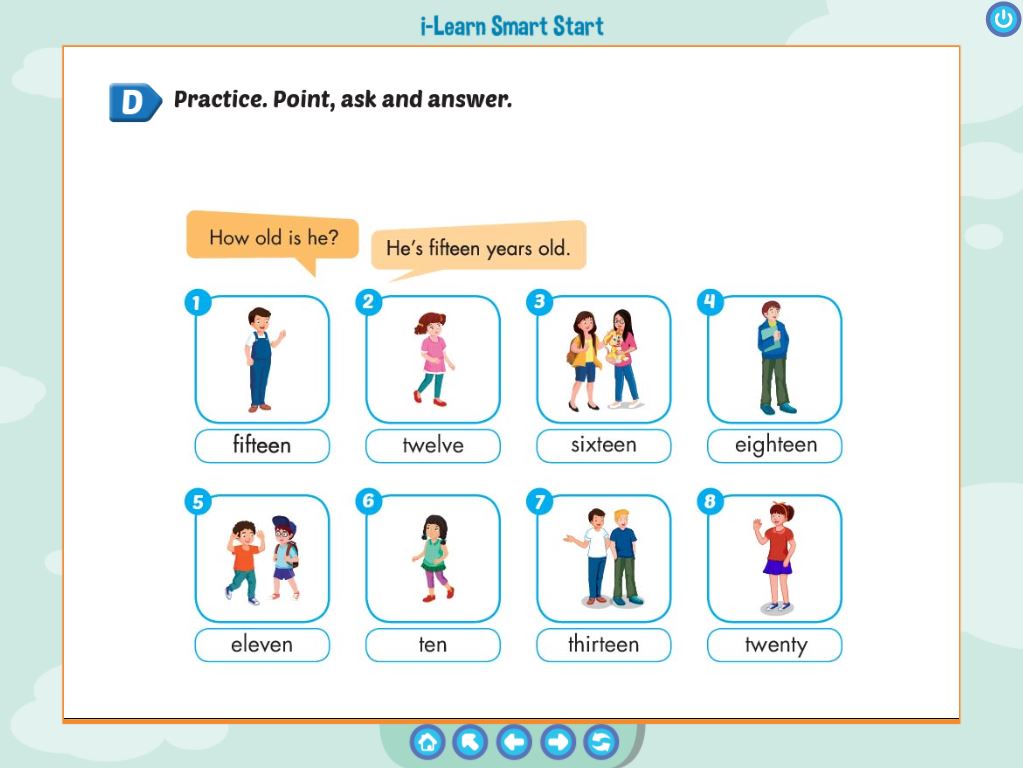 i-Learn Smart Start
D Practice. Point, ask and answer.
How old is he?
He's fifteen years old.
1
2
3
4
fifteen
twelve
sixteen
eighteen
5
6
7
8
eleven
ten
thirteen
twenty